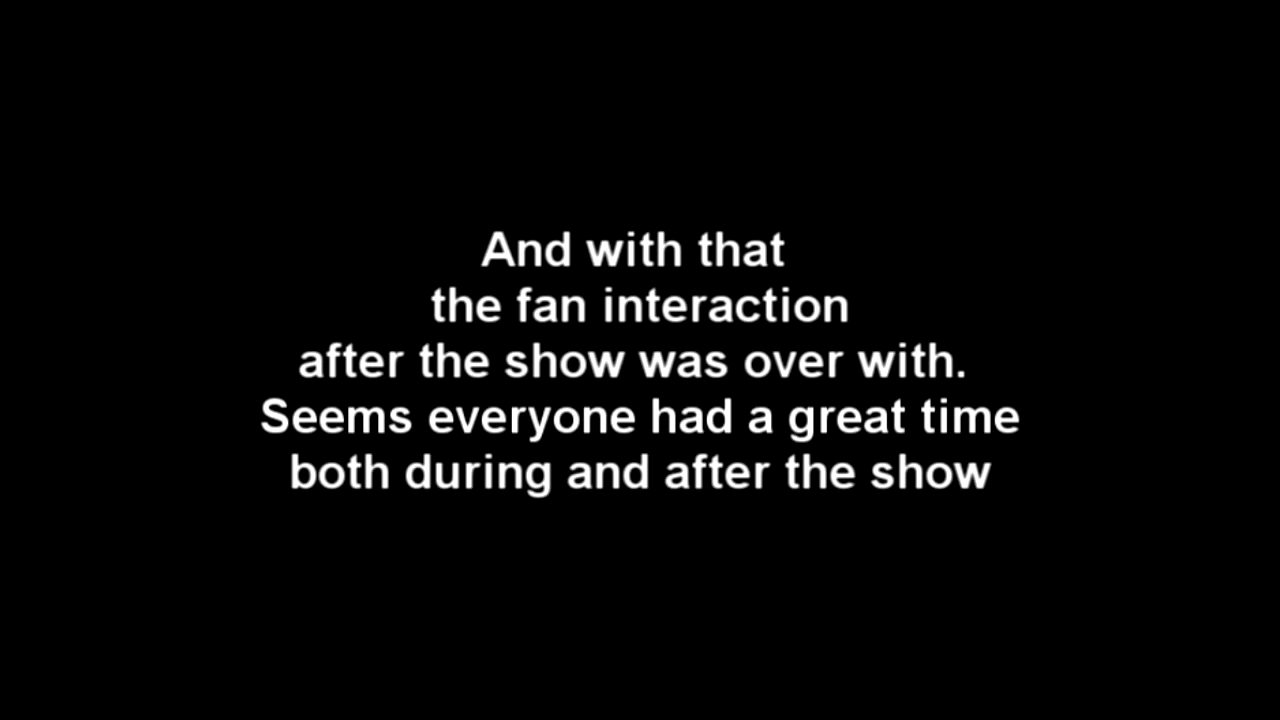 And with that
the fan interaction
after the show was over with.
Seems everyone had a great time
both during and after the show